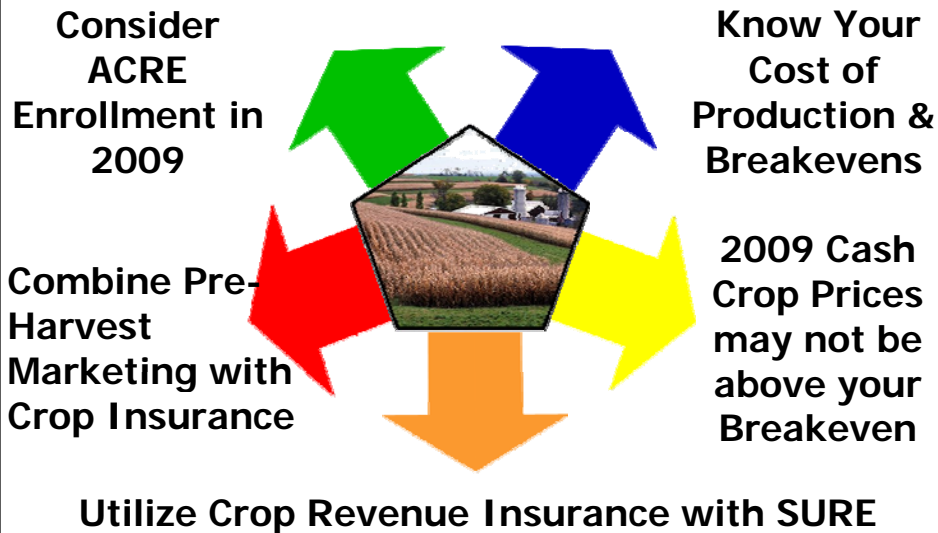 Consider
ACRE
Enrollment in
2009
Know Your
Cost of
Production &
Breakevens
Combine Pre-
Harvest
Marketing with
Crop Insurance
2009 Cash
Crop Prices
may not be
above your
Breakeven
Utilize Crop Revenue Insurance with SURE